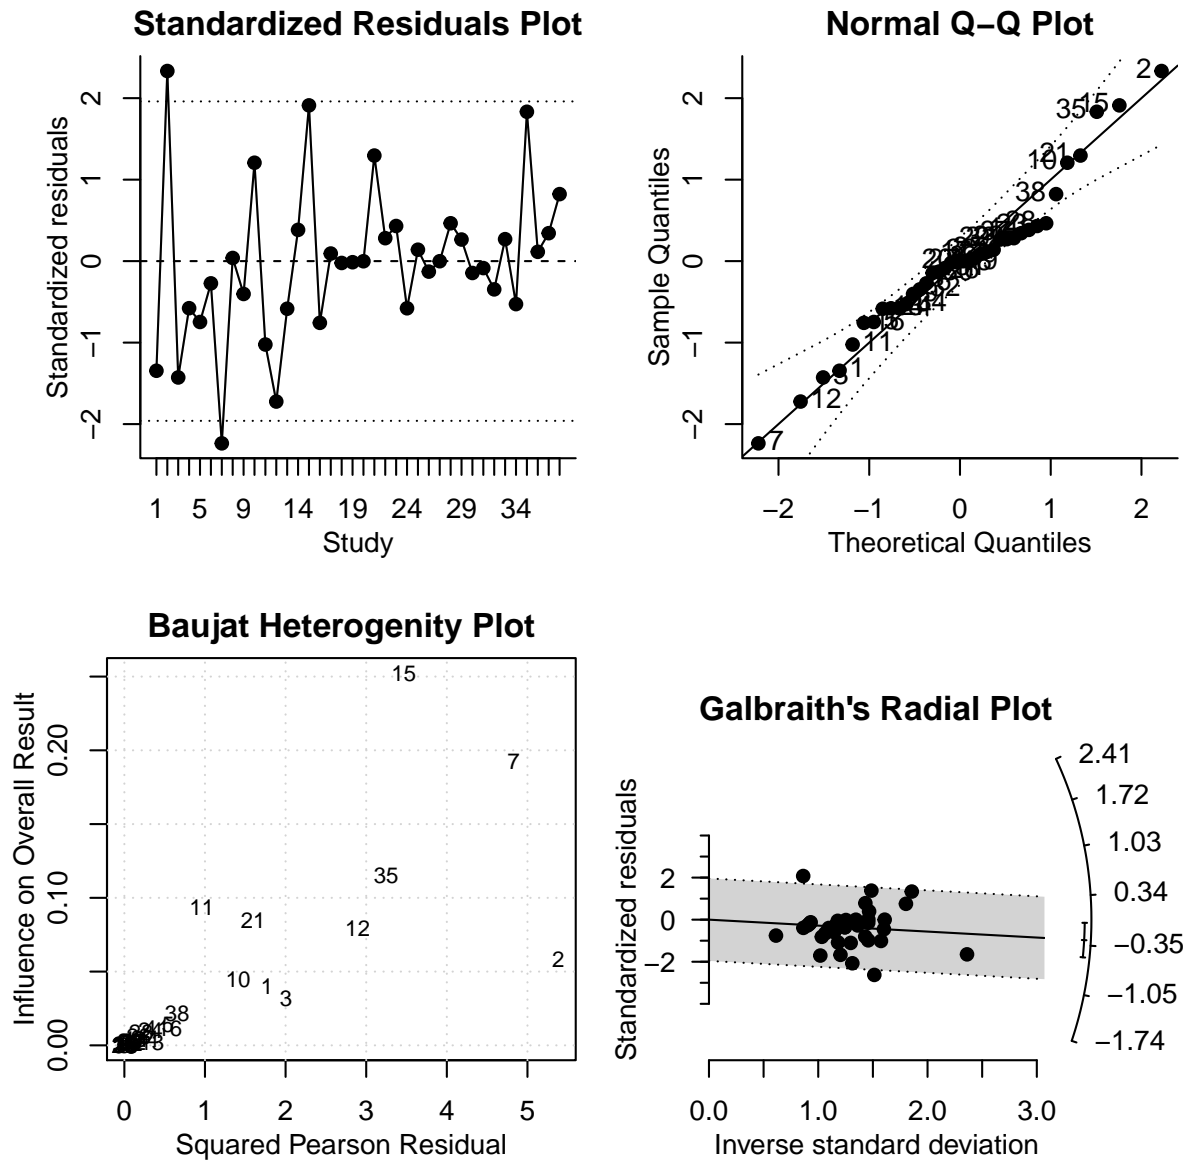 Standardized Residuals Plot
Standardized residuals
2
1
0
−1
−2
1 5 9 14 19 24 29 34
Study
Normal Q−Q Plot
Sample Quantiles
2
1
0
−1
−2
2
15
35
21
10
38
11
1
3
12
7
−2 −1 0 1 2
Theoretical Quantiles
Baujat Heterogenity Plot
Influence on Overall Result
0.20
0.10
0.00
15
7
35
11
21
12
2
10
1
3
38
16
0 1 2 3 4 5
Squared Pearson Residual
Galbraith's Radial Plot
Standardized residuals
2
0
−2
2.41
1.72
1.03
0.34
−0.35
−1.05
−1.74
0.0 1.0 2.0 3.0
Inverse standard deviation